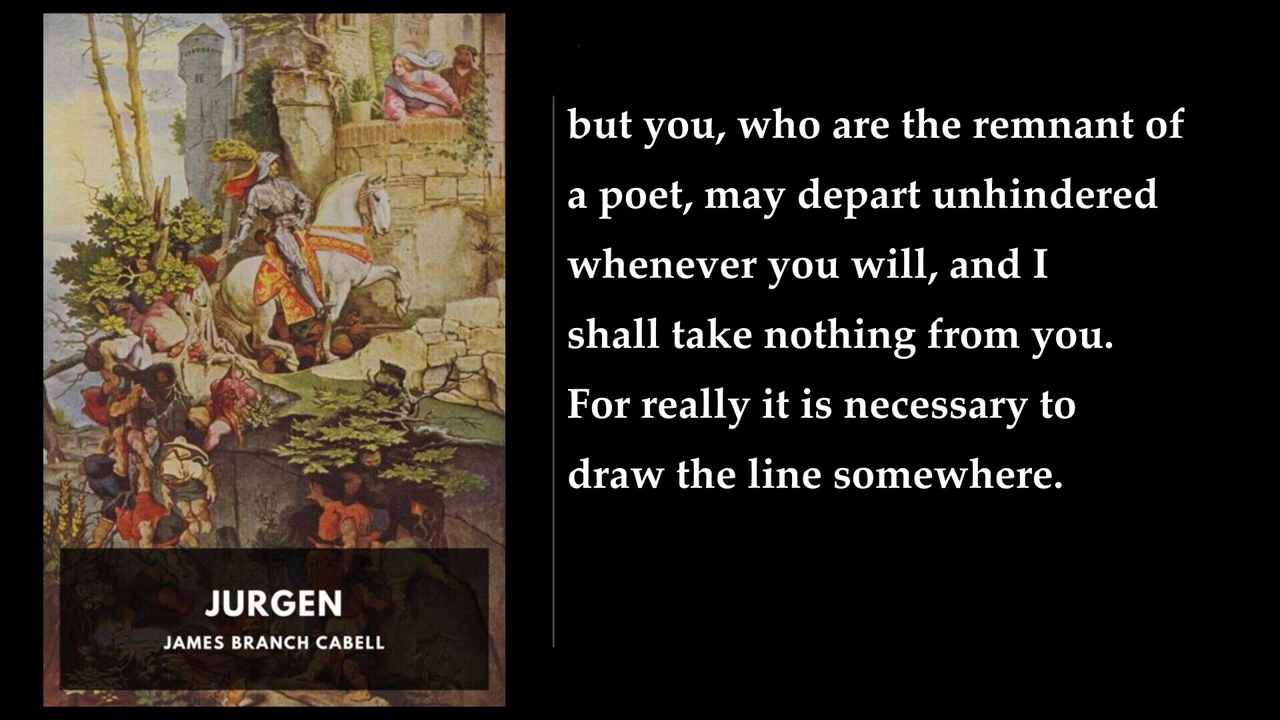 but you, who are the remnant of
a poet, may depart unhindered
whenever you will, and I
shall take nothing from you.
For really it is necessary to
draw the line somewhere.
JURGEN
JAMES BRANCH CABELL